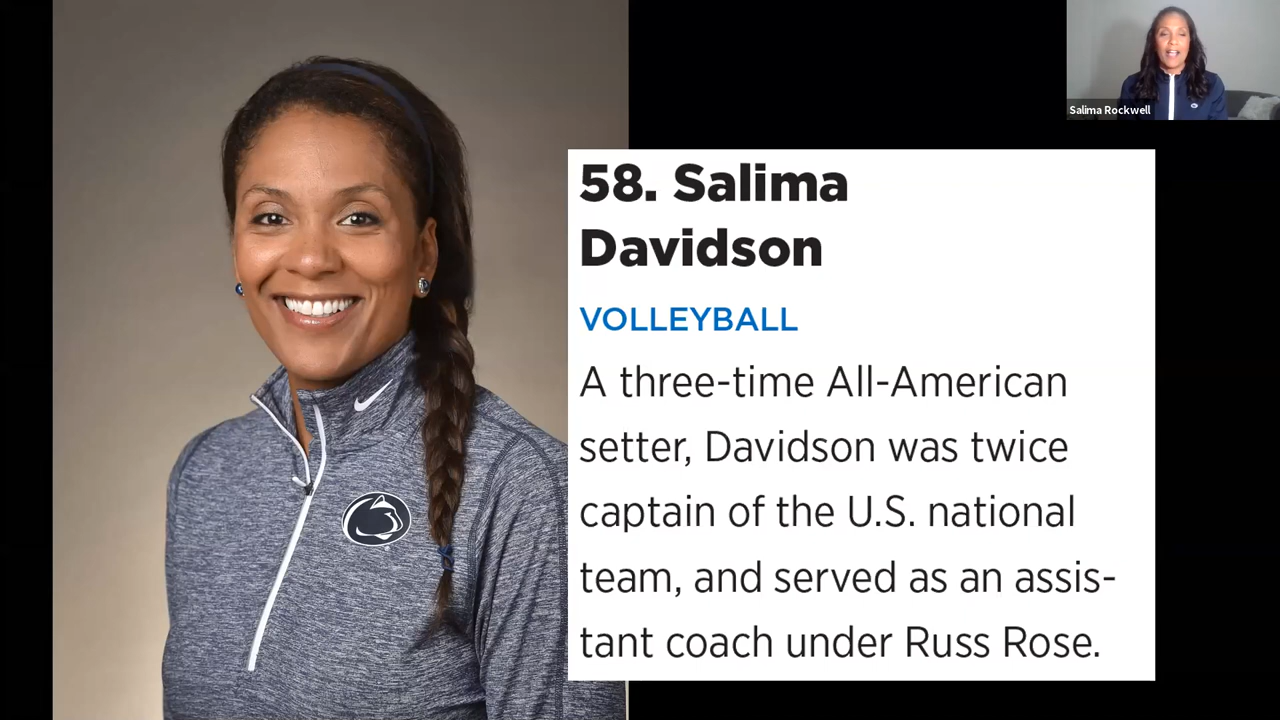 Salima Rockwell
58. Salima
Davidson
VOLLEYBALL
A three-time All-American
setter, Davidson was twice
captain of the U.S. national
team, and served as an assis-
tant coach under Russ Rose.